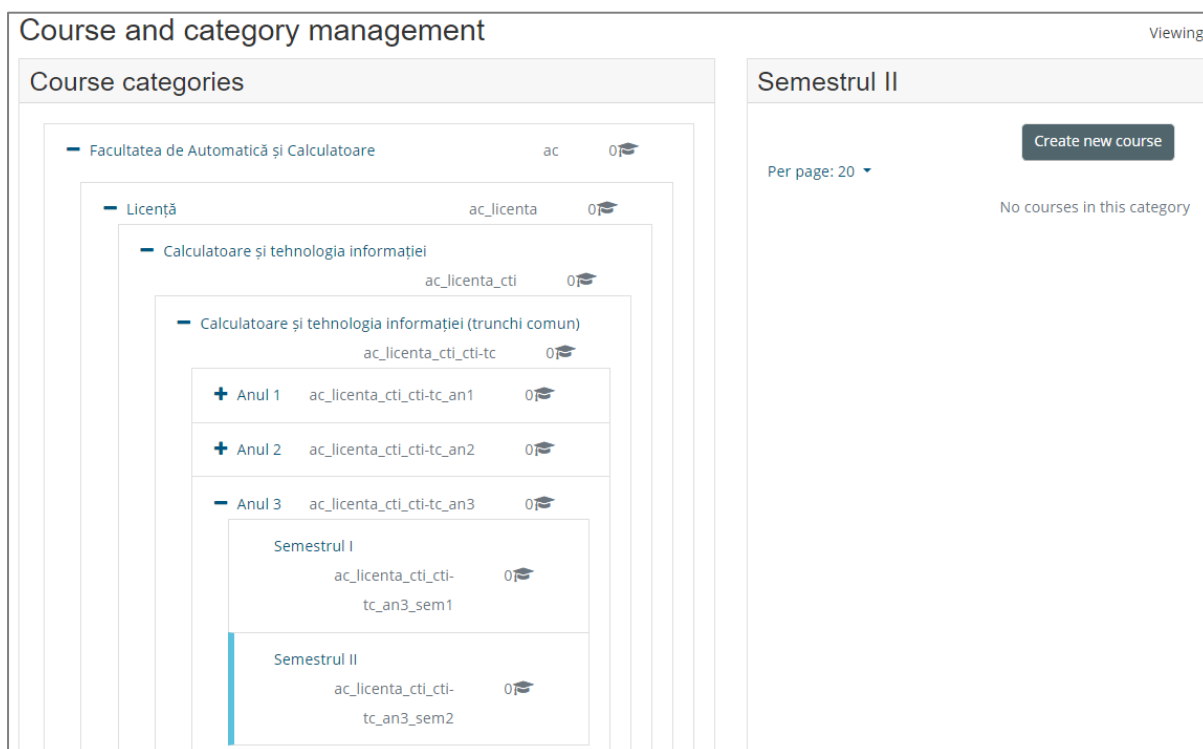 Course and category management
Viewing
Course categories
Semestrul II
Facultatea de Automatică și Calculatoare ac 0
Create new course
Per page: 20
Licență ac_licenta 0
No courses in this category
Calculatoare și tehnologia informației
ac_licenta_cti 0
Calculatoare și tehnologia informației (trunchi comun)
ac_licenta_cti_cti-tc 0
Anul 1 ac_licenta_cti_cti-tc_an1 0
Anul 2 ac_licenta_cti_cti-tc_an2 0
Anul 3 ac_licenta_cti_cti-tc_an3 0
Semestrul I
ac_licenta_cti_cti- 0
tc_an3_sem1
Semestrul II
ac_licenta_cti_cti- 0
tc_an3_sem2